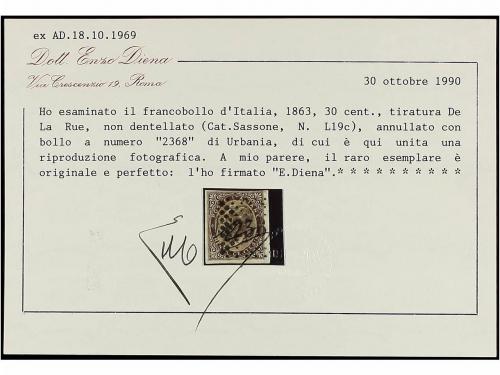 ex AD.18.10.1969
Dott. Enzo Diena
Via Crescenzio 19, Roma
30 ottobre 1990
Ho esaminato il francobollo d'Italia, 1863, 30 cent., tiratura De
La Rue, non dentellato (Cat.Sassone, N. L19c), annullato con
bollo a numero "2368" di Urbania, di cui è qui unita una
riproduzione fotografica. A mio parere, il raro esemplare è
originale e perfetto: l'ho firmato "E.Diena".* * * * * * * * * *